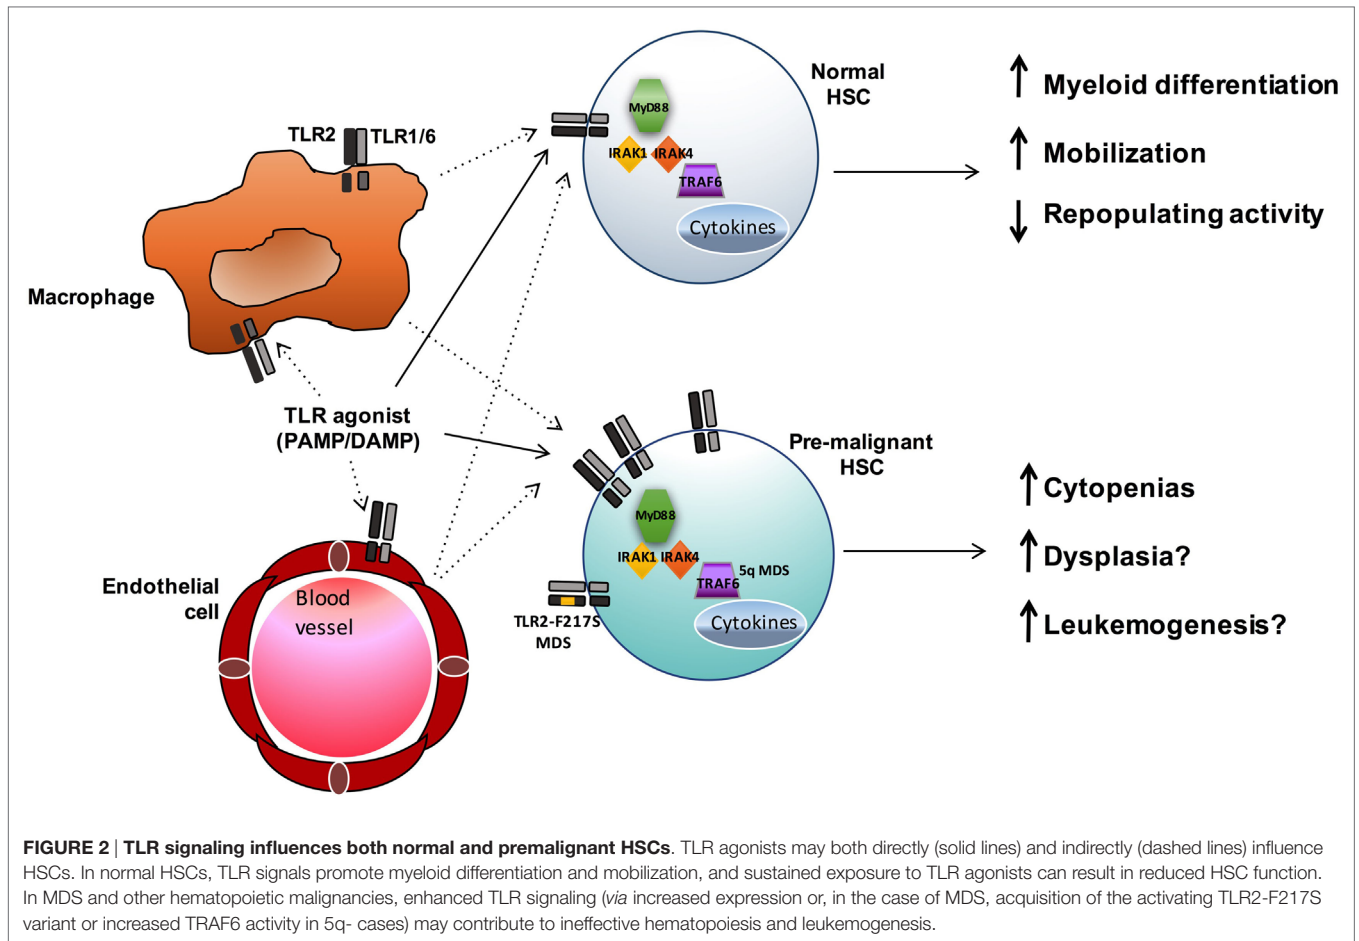 Normal
HSC
MyD88
IRAK1 IRAK4
TRAF6
Cytokines
Myeloid differentiation
Mobilization
Repopulating activity
TLR2 TLR1/6
Macrophage
TLR agonist
(PAMP/DAMP)
Endothelial
cell
Blood
vessel
Pre-malignant
HSC
MyD88
IRAK1 IRAK4
TRAF6 5q MDS
Cytokines
TLR2-F217S
MDS
Cytopenias
Dysplasia?
Leukemogenesis?
FIGURE 2 | TLR signaling influences both normal and premalignant HSCs. TLR agonists may both directly (solid lines) and indirectly (dashed lines) influence
HSCs. In normal HSCs, TLR signals promote myeloid differentiation and mobilization, and sustained exposure to TLR agonists can result in reduced HSC function.
In MDS and other hematopoietic malignancies, enhanced TLR signaling (via increased expression or, in the case of MDS, acquisition of the activating TLR2-F217S
variant or increased TRAF6 activity in 5q- cases) may contribute to ineffective hematopoiesis and leukemogenesis.